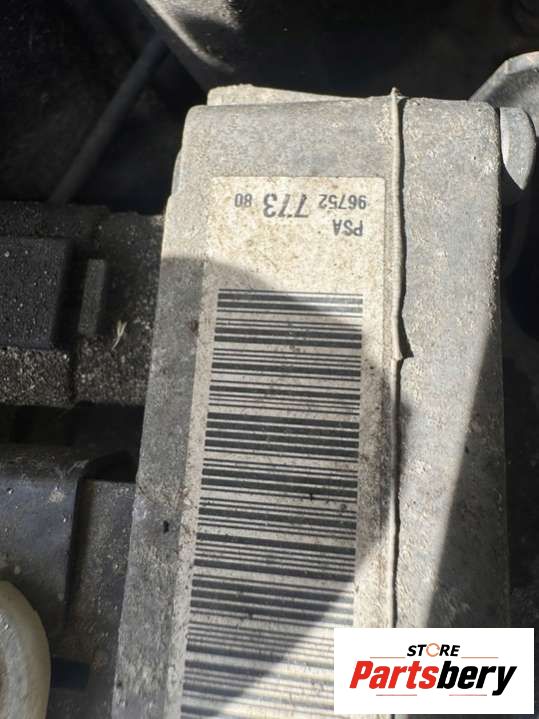 PSA
96752 773 80
STORE
Partsbery